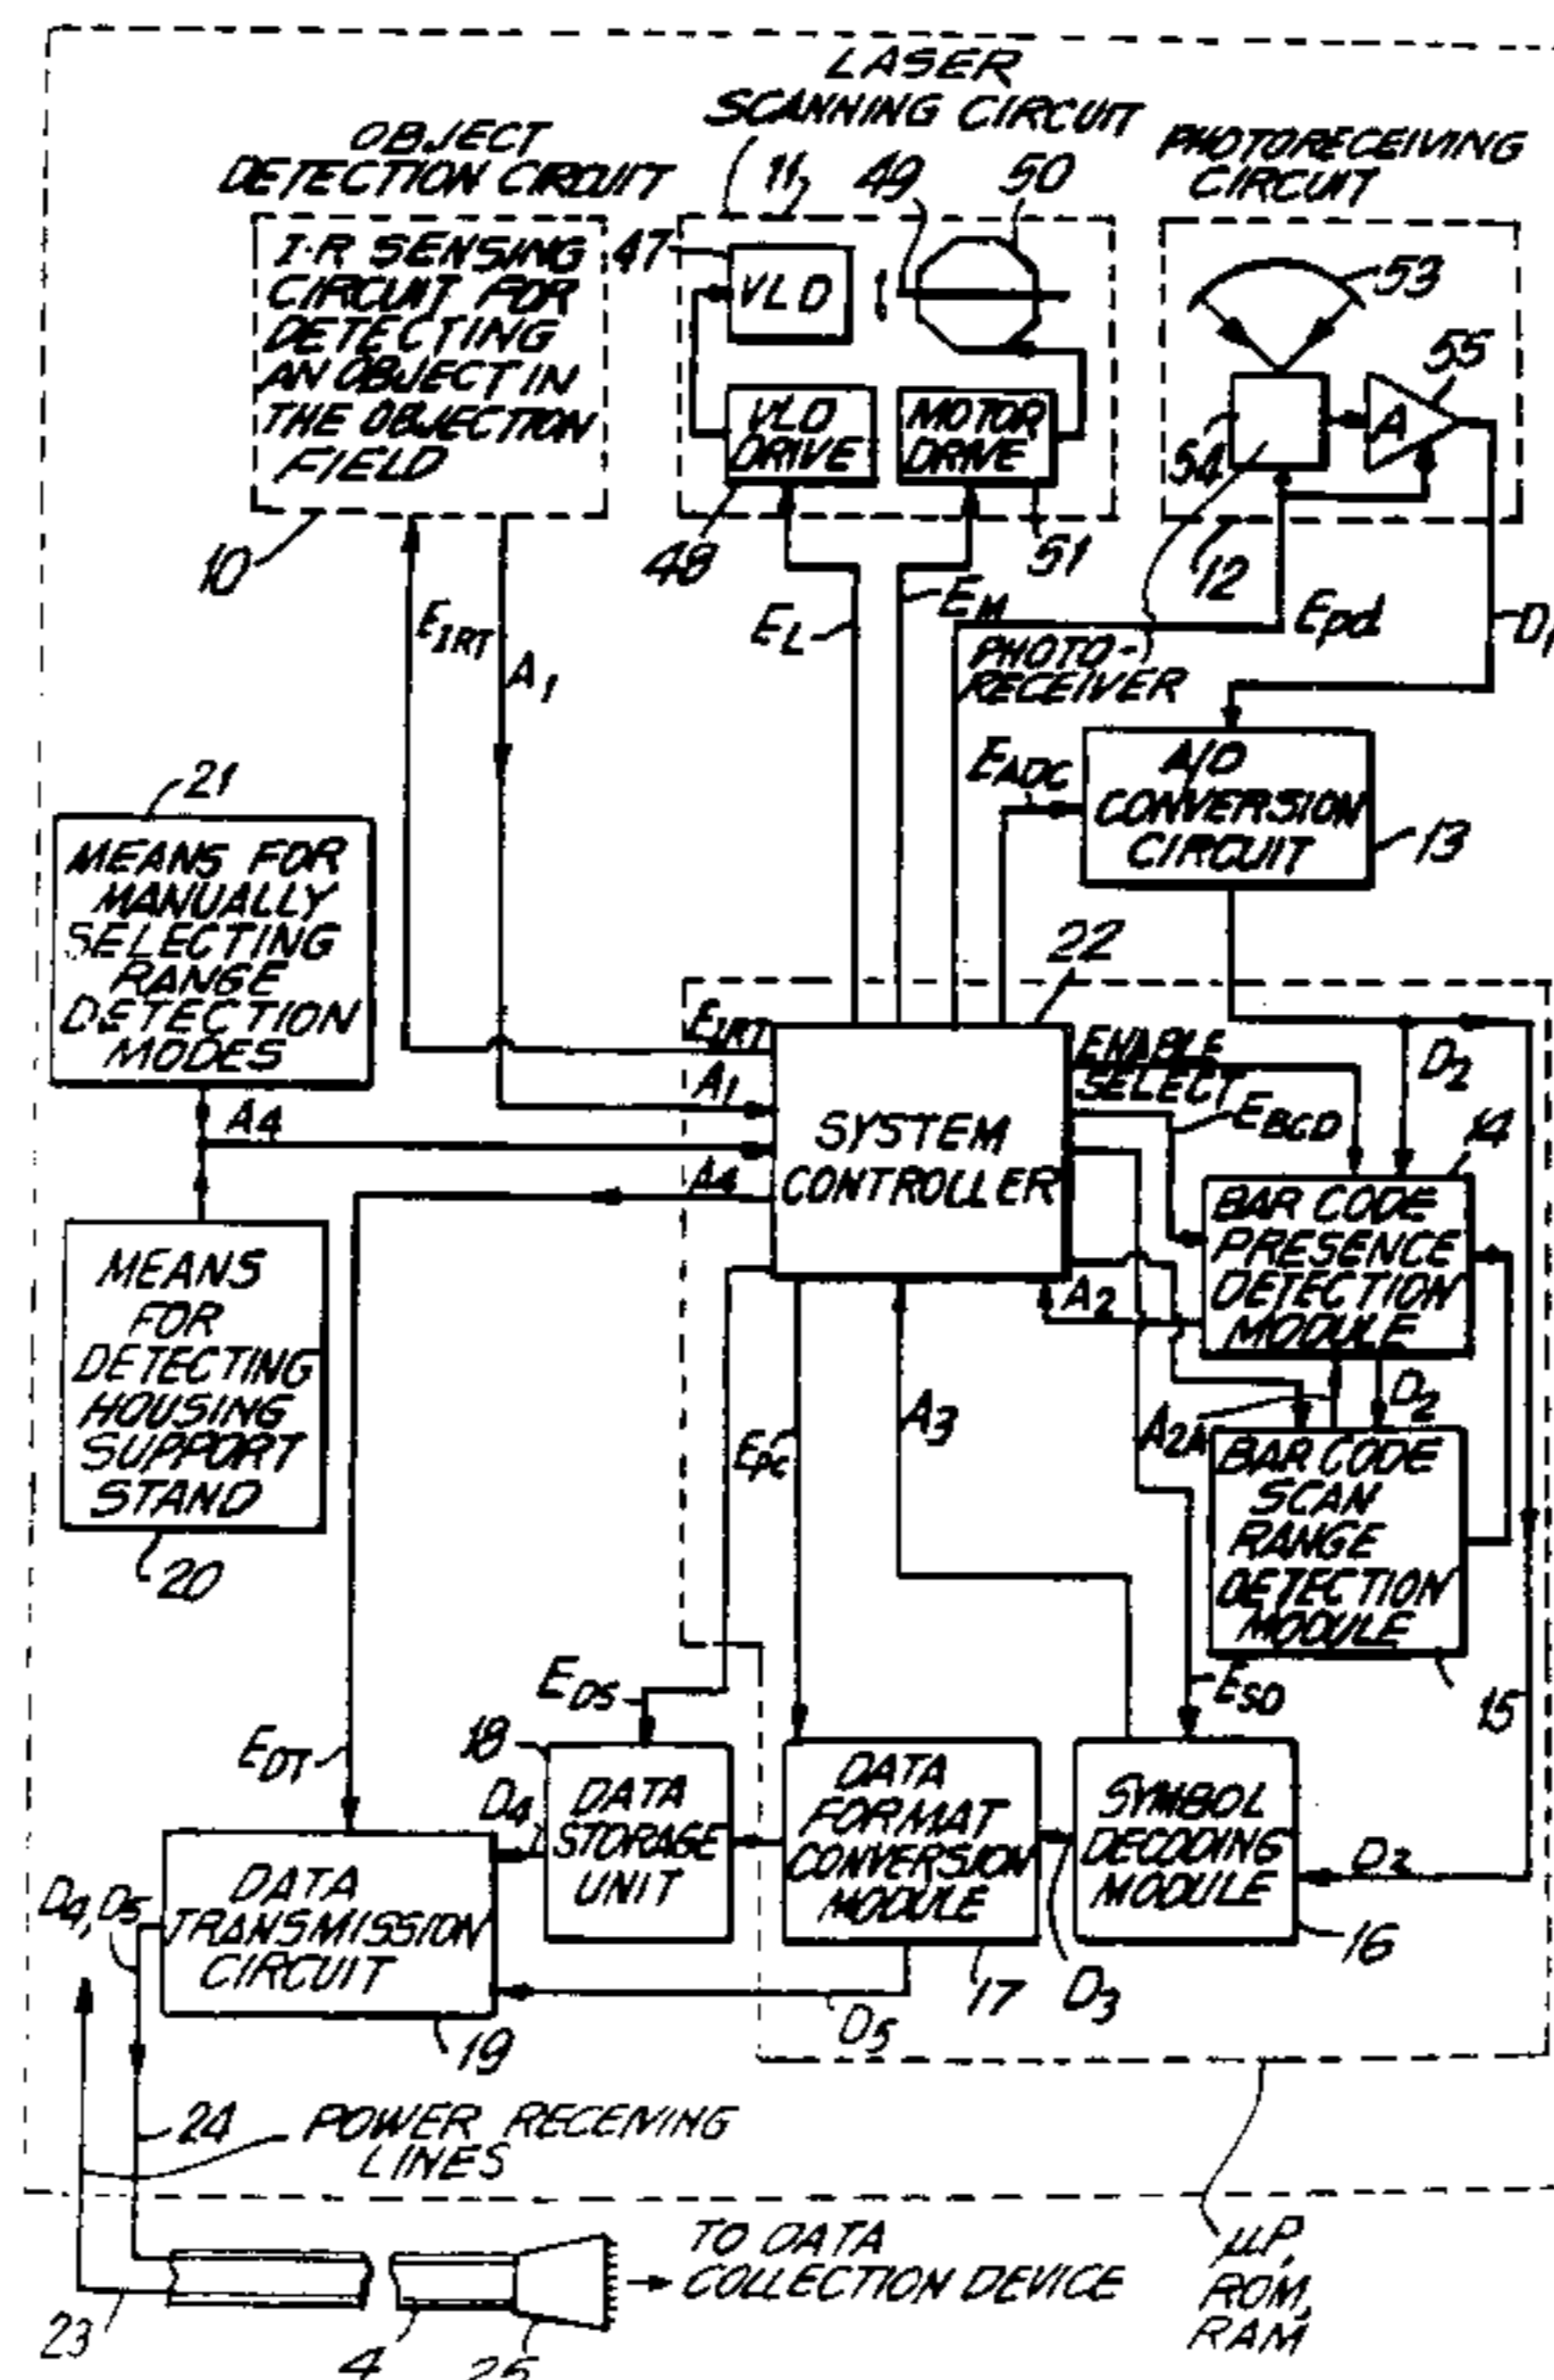 LASER
SCANNING CIRCUIT
OBJECT
DETECTION CIRCUIT
PHOTORECEIVING
CIRCUIT
11
49
50
I-R SENSING
CIRCUIT FOR
DETECTING
AN OBJECT IN
THE OBJECTION
FIELD
47
VLD
53
55
VLD
DRIVE
MOTOR
DRIVE
54
A
10
48
51
12
EIRT
A1
EL
EM
Epd
D1
PHOTO-
RECEIVER
21
EADC
A/D
CONVERSION
CIRCUIT
13
MEANS FOR
MANUALLY
SELECTING
RANGE
DETECTION
MODES
22
EIRT
ENABLE
SELECT
D2
A1
EBCD
14
A4
SYSTEM
CONTROLLER
A4
BAR CODE
PRESENCE
DETECTION
MODULE
MEANS
FOR
DETECTING
HOUSING
SUPPORT
STAND
A2
D2
A2A
A3
EPC
BAR CODE
SCAN
RANGE
DETECTION
MODULE
20
EDS
ESD
15
EDT
18
D4
DATA
STORAGE
UNIT
DATA
FORMAT
CONVERSION
MODULE
SYMBOL
DECODING
MODULE
D2
D4, D5
DATA
TRANSMISSION
CIRCUIT
16
17
D3
D5
19
24
POWER RECEIVING
LINES
TO DATA
COLLECTION DEVICE
μP,
ROM,
RAM
23
4